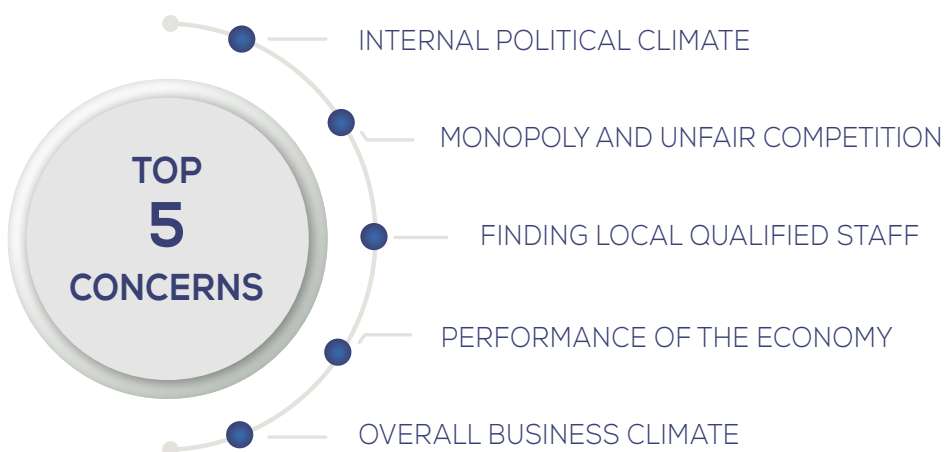 TOP
5
CONCERNS
INTERNAL POLITICAL CLIMATE
MONOPOLY AND UNFAIR COMPETITION
FINDING LOCAL QUALIFIED STAFF
PERFORMANCE OF THE ECONOMY
OVERALL BUSINESS CLIMATE